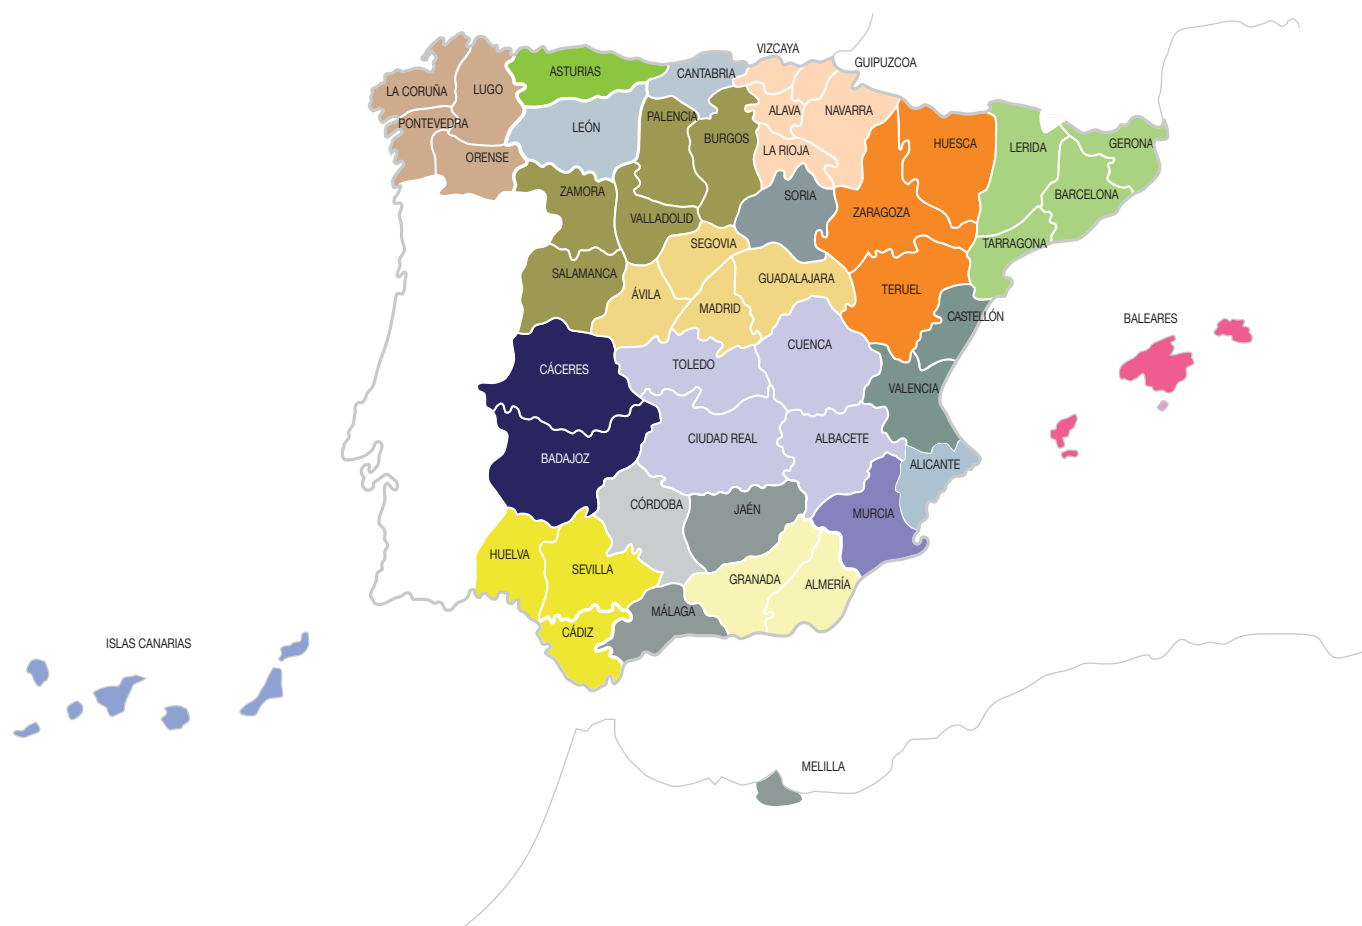 VIZCAYA
GUIPUZCOA
ASTURIAS
CANTABRIA
LA CORUÑA
LUGO
ALAVA
NAVARRA
PONTEVEDRA
LEÓN
PALENCIA
BURGOS
HUESCA
LERIDA
GERONA
ORENSE
LA RIOJA
ZAMORA
SORIA
BARCELONA
VALLADOLID
ZARAGOZA
SEGOVIA
TARRAGONA
SALAMANCA
GUADALAJARA
ÁVILA
TERUEL
MADRID
CASTELLÓN
BALEARES
CUENCA
CÁCERES
TOLEDO
VALENCIA
CIUDAD REAL
ALBACETE
BADAJOZ
ALICANTE
CÓRDOBA
JAÉN
MURCIA
HUELVA
SEVILLA
GRANADA
ALMERÍA
MÁLAGA
CÁDIZ
ISLAS CANARIAS
MELILLA